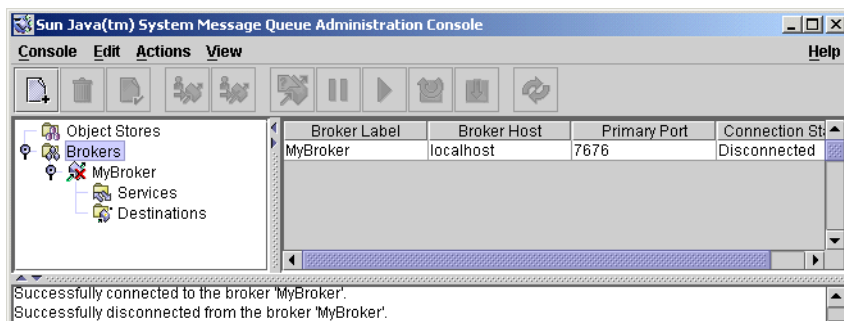 Sun Java(tm) System Message Queue Administration Console
Console Edit Actions View Help
Object Stores
Brokers
MyBroker
Services
Destinations
Broker Label Broker Host Primary Port Connection Sta
MyBroker localhost 7676 Disconnected
Successfully connected to the broker 'MyBroker'.
Successfully disconnected from the broker 'MyBroker'.